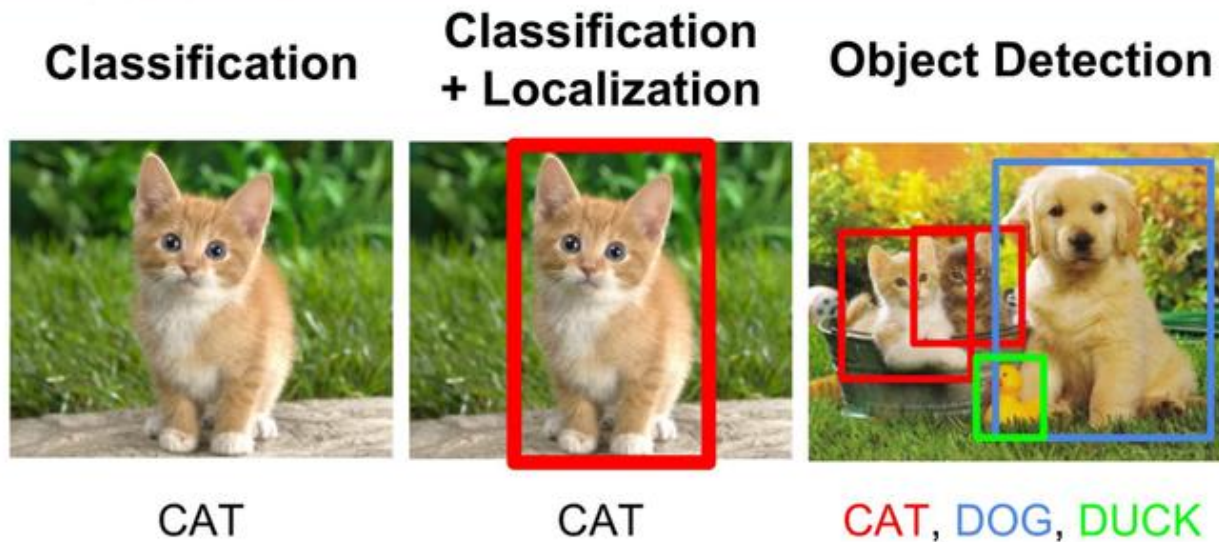 Classification
Classification
+ Localization
Object Detection
CAT
CAT
CAT, DOG, DUCK